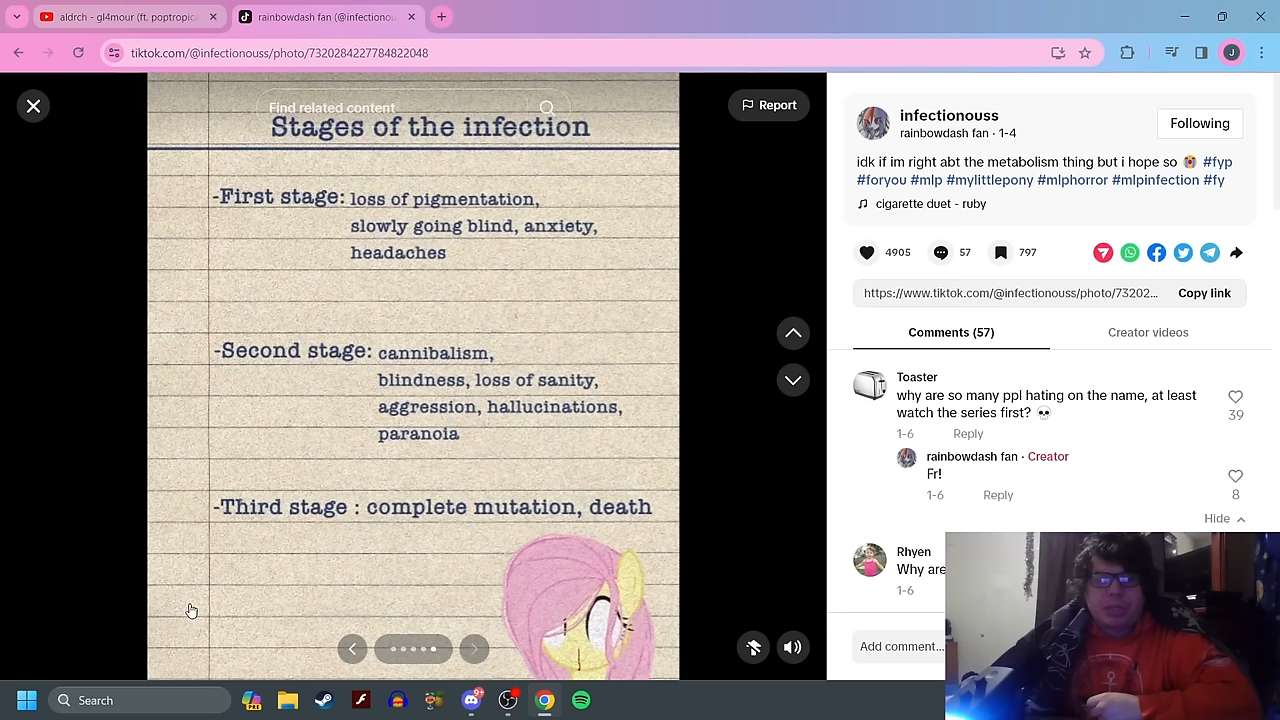 aldrch - gl4mour (ft. poptropica
rainbowdash fan (@infectionou
tiktok.com/@infectionouss/photo/7320284227784822048
J
Find related content
Report
Stages of the infection
-First stage: loss of pigmentation,
slowly going blind, anxiety,
headaches
-Second stage: cannibalism,
blindness, loss of sanity,
aggression, hallucinations,
paranoia
-Third stage : complete mutation, death
infectionouss
rainbowdash fan · 1-4
Following
idk if im right abt the metabolism thing but i hope so #fyp
#foryou #mlp #mylittlepony #mlphorror #mlpinfection #fy
cigarette duet - ruby
4905
57
797
https://www.tiktok.com/@infectionouss/photo/73202...
Copy link
Comments (57)
Creator videos
Toaster
why are so many ppl hating on the name, at least
watch the series first? 💀
39
1-6 Reply
rainbowdash fan · Creator
Fr!
8
1-6 Reply
Hide
Rhyen
Why are
1-6
Add comment...
Search
PRE
9+